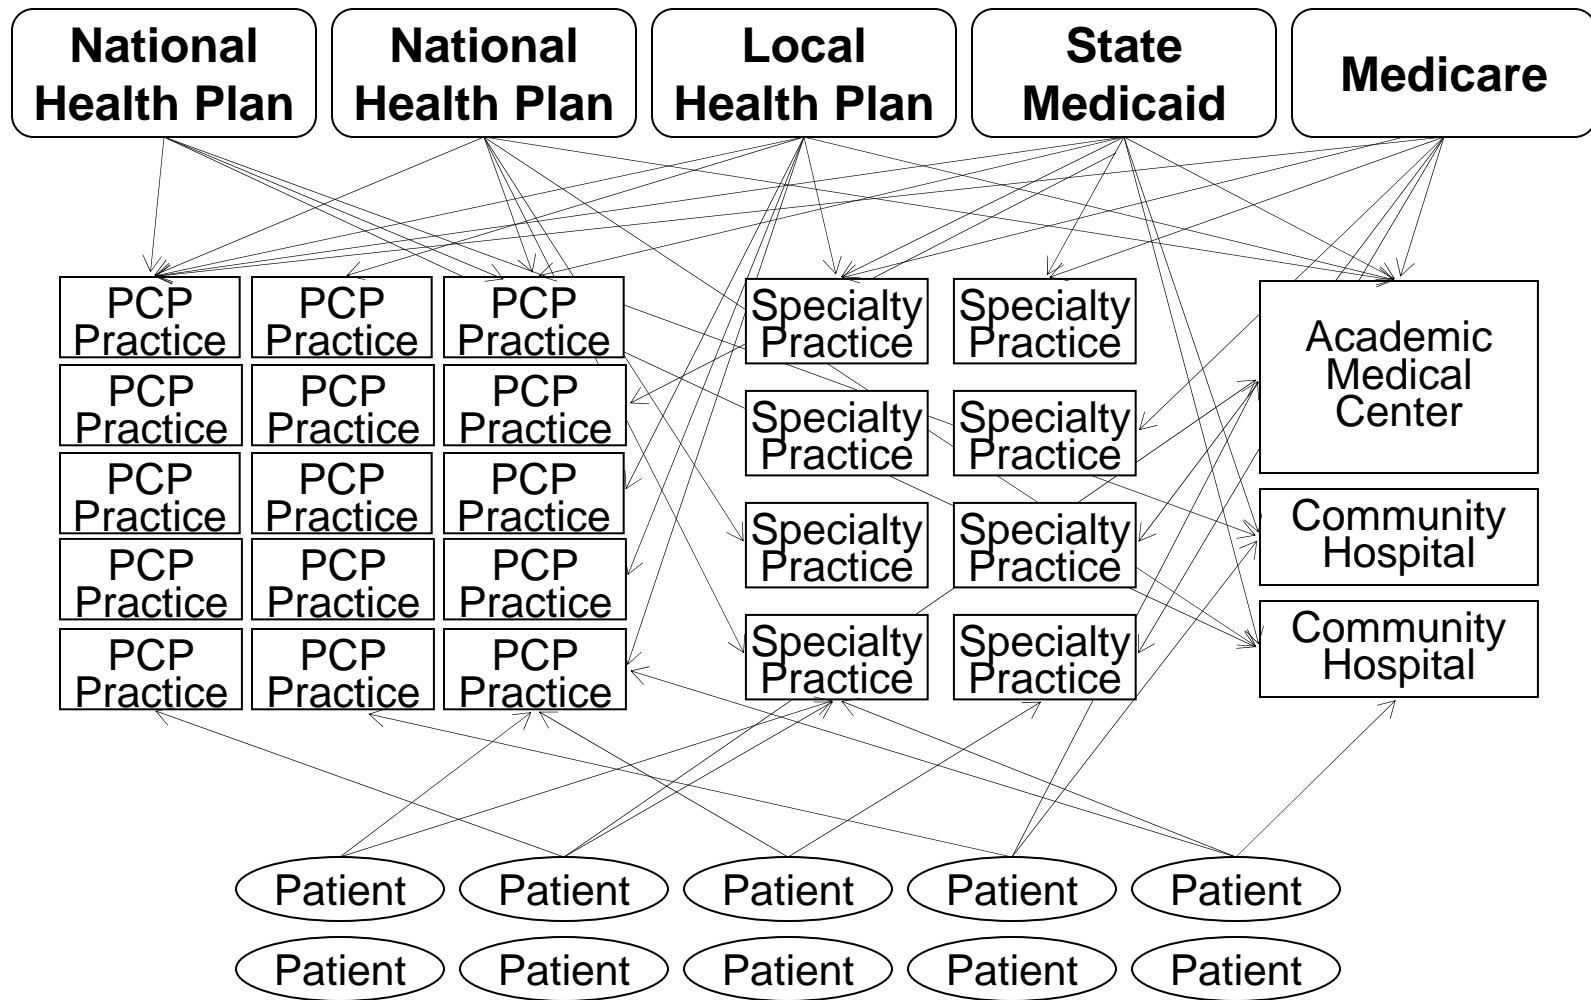 National
Health Plan
National
Health Plan
Local
Health Plan
State
Medicaid
Medicare
PCP
Practice
PCP
Practice
PCP
Practice
Specialty
Practice
Specialty
Practice
Academic
Medical
Center
PCP
Practice
PCP
Practice
PCP
Practice
Specialty
Practice
Specialty
Practice
PCP
Practice
PCP
Practice
PCP
Practice
Specialty
Practice
Specialty
Practice
Community
Hospital
PCP
Practice
PCP
Practice
PCP
Practice
PCP
Practice
PCP
Practice
PCP
Practice
Specialty
Practice
Specialty
Practice
Community
Hospital
Patient
Patient
Patient
Patient
Patient
Patient
Patient
Patient
Patient
Patient